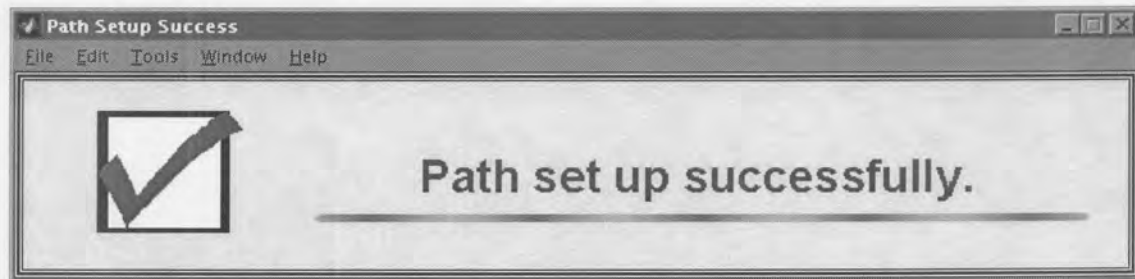 Path Setup Success
File Edit Tools Window Help
Path set up successfully.